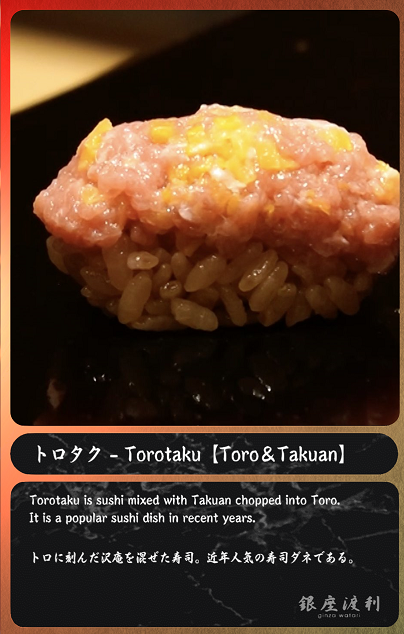 トロタク - Torotaku【Toro＆Takuan】
Torotaku is sushi mixed with Takuan chopped into Toro.
It is a popular sushi dish in recent years.
トロに刻んだ沢庵を混ぜた寿司。近年人気の寿司ダネである。
銀座渡利
ginza watari